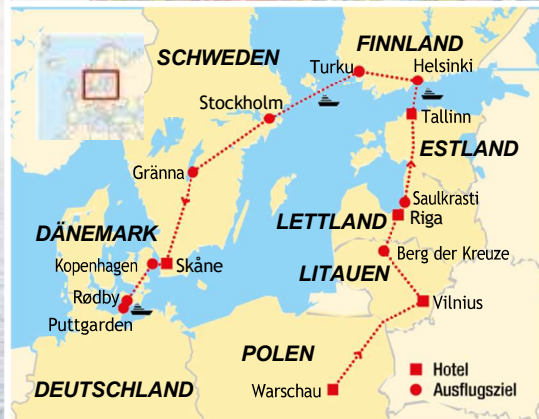 SCHWEDEN
FINNLAND
Turku
Helsinki
Stockholm
Tallinn
ESTLAND
Gränna
Saulkrasti
LETTLAND
Riga
DÄNEMARK
Berg der Kreuze
Kopenhagen
Skåne
LITAUEN
Rødby
Vilnius
Puttgarden
POLEN
Hotel
DEUTSCHLAND
Warschau
Ausflugsziel